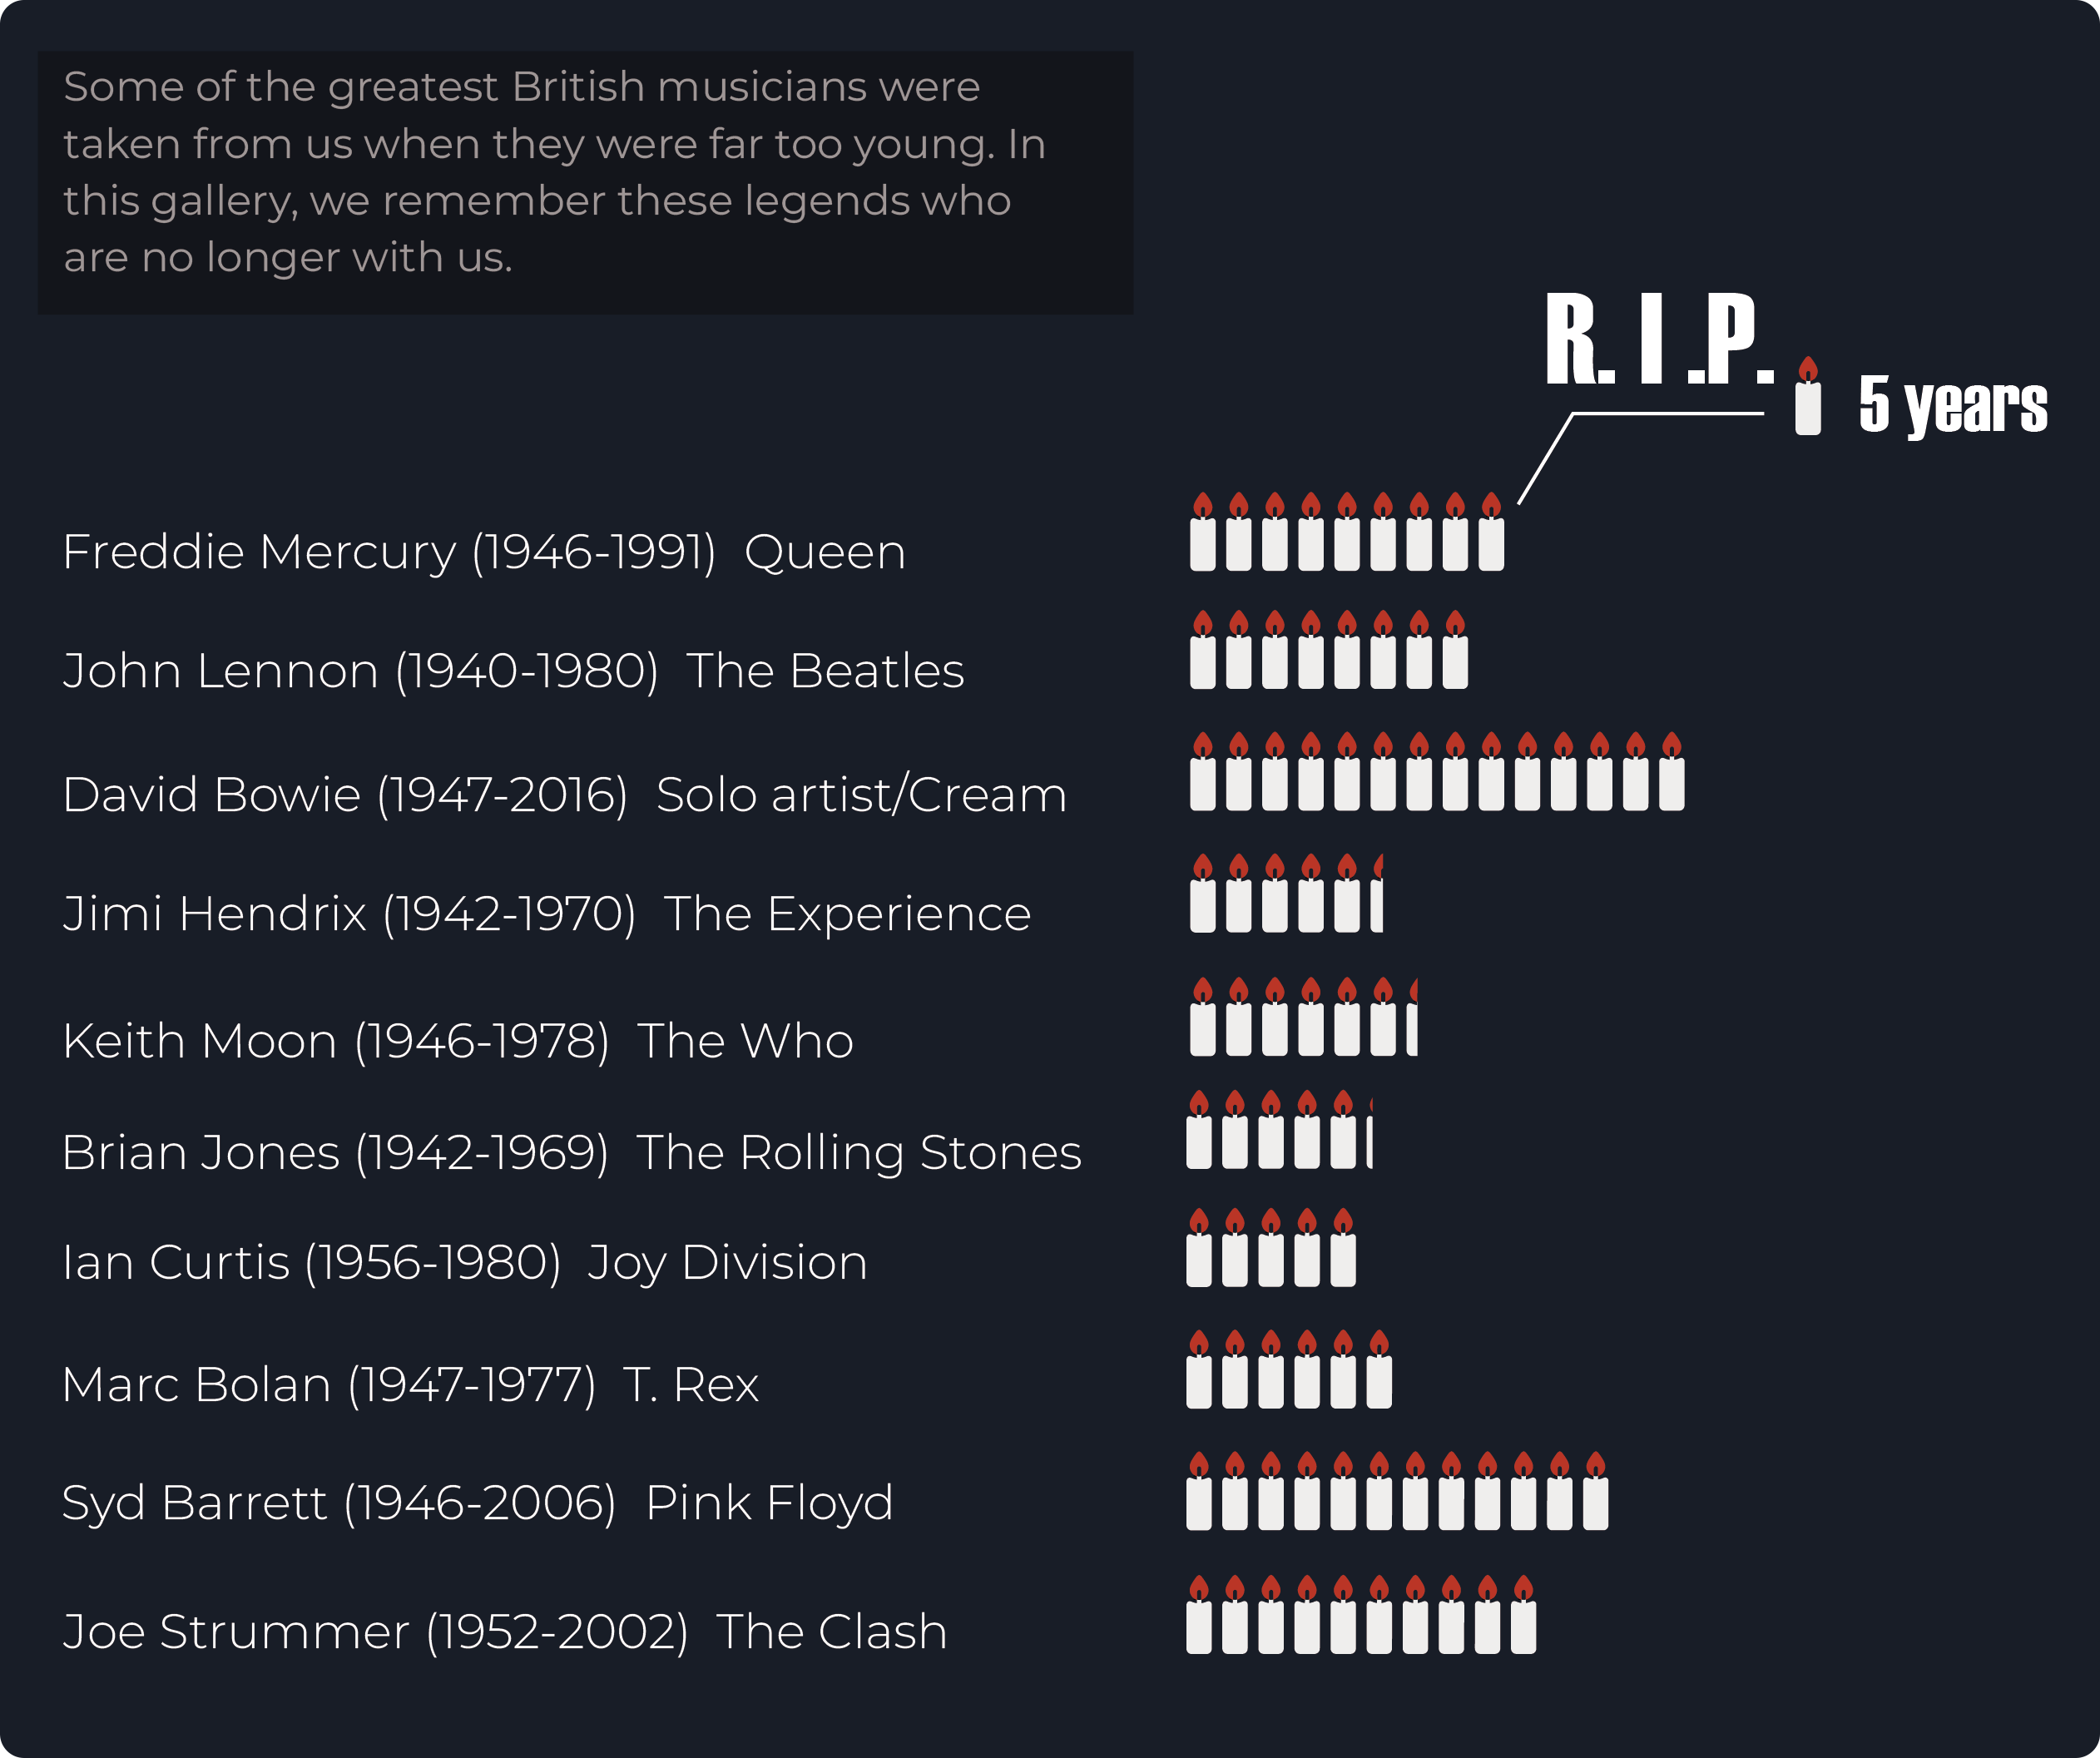 Some of the greatest British musicians were
taken from us when they were far too young. In
this gallery, we remember these legends who
are no longer with us.
R. I .P.
5 years
Freddie Mercury (1946-1991) Queen
John Lennon (1940-1980) The Beatles
David Bowie (1947-2016) Solo artist/Cream
Jimi Hendrix (1942-1970) The Experience
Keith Moon (1946-1978) The Who
Brian Jones (1942-1969) The Rolling Stones
Ian Curtis (1956-1980) Joy Division
Marc Bolan (1947-1977) T. Rex
Syd Barrett (1946-2006) Pink Floyd
Joe Strummer (1952-2002) The Clash